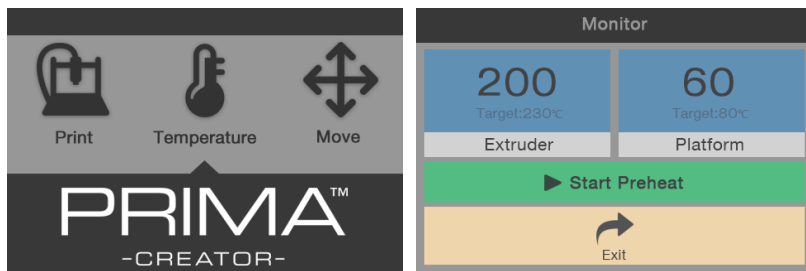 Print Temperature Move
PRIMA™
-CREATOR-
Monitor
200 60
Target:230℃ Target:80℃
Extruder Platform
Start Preheat
Exit